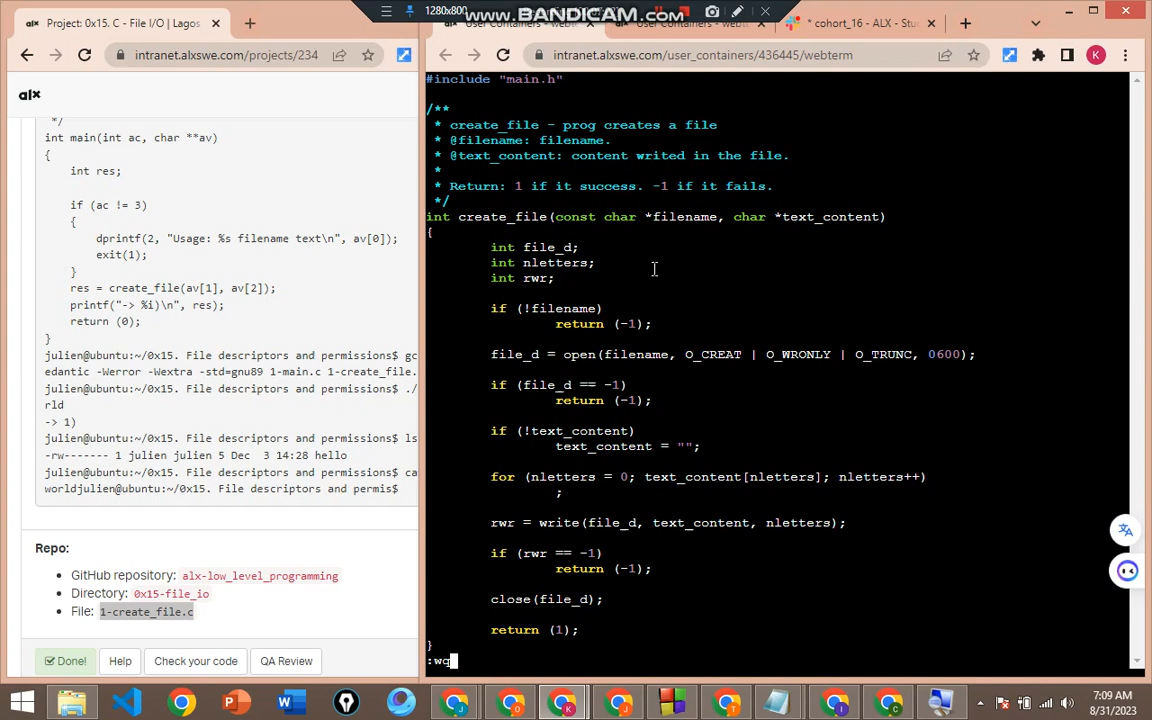 Project: 0x15. C - File I/O | Lagos
1280x800
WWW.BANDICAM.COM
* cohort_16 - ALX - Stu
intranet.alxswe.com/projects/234
intranet.alxswe.com/user_containers/436445/webterm
K
alx
*/
int main(int ac, char **av)
{
int res;
if (ac != 3)
{
dprintf(2, "Usage: %s filename text\n", av[0]);
exit(1);
}
res = create_file(av[1], av[2]);
printf("-> %i)\n", res);
return (0);
}
julien@ubuntu:~/0x15. File descriptors and permissions$ gc
edantic -Werror -Wextra -std=gnu89 1-main.c 1-create_file.
julien@ubuntu:~/0x15. File descriptors and permissions$ ./
rld
-> 1)
julien@ubuntu:~/0x15. File descriptors and permissions$ ls
-rw------- 1 julien julien 5 Dec  3 14:28 hello
julien@ubuntu:~/0x15. File descriptors and permissions$ ca
worldjulien@ubuntu:~/0x15. File descriptors and permis$
Repo:
GitHub repository: alx-low_level_programming
Directory: 0x15-file_io
File: 1-create_file.c
Done!
Help
Check your code
QA Review
#include "main.h"
/**
* create_file - prog creates a file
* @filename: filename.
* @text_content: content writed in the file.
*
* Return: 1 if it success. -1 if it fails.
*/
int create_file(const char *filename, char *text_content)
{
int file_d;
int nletters;
int rwr;
if (!filename)
return (-1);
file_d = open(filename, O_CREAT | O_WRONLY | O_TRUNC, 0600);
if (file_d == -1)
return (-1);
if (!text_content)
text_content = "";
for (nletters = 0; text_content[nletters]; nletters++)
;
rwr = write(file_d, text_content, nletters);
if (rwr == -1)
return (-1);
close(file_d);
return (1);
}
:wq
7:09 AM
8/31/2023